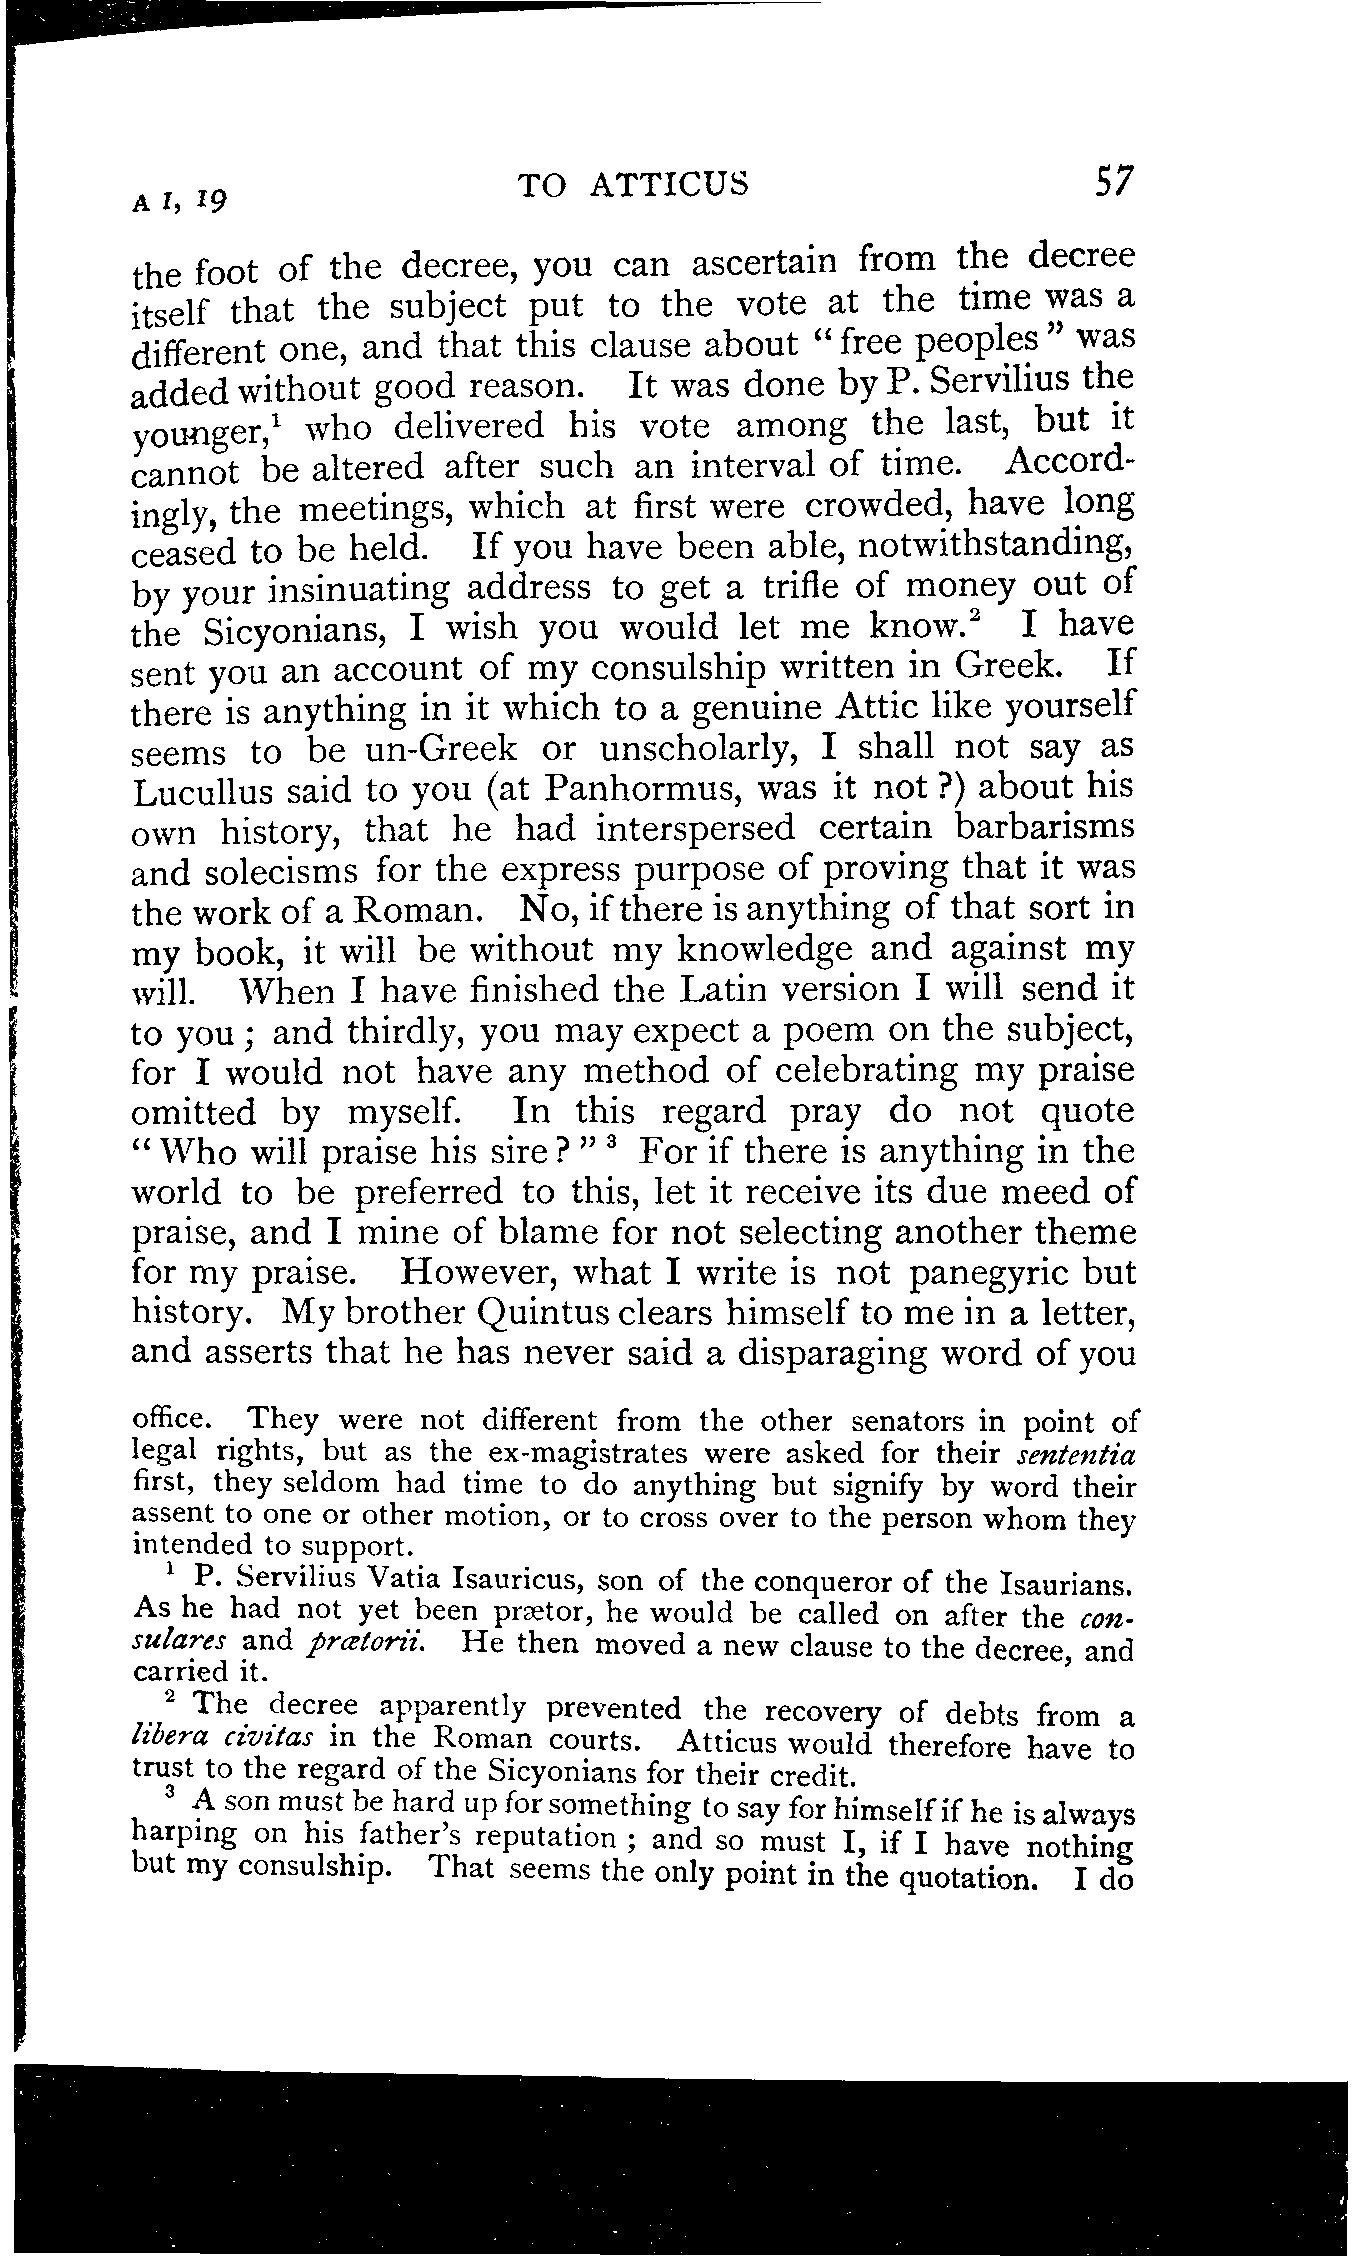 A I, 19 TO ATTICUS 57
the foot of the decree, you can ascertain from the decree
itself that the subject put to the vote at the time was a
different one, and that this clause about “free peoples” was
added without good reason. It was done by P. Servilius the
younger,¹ who delivered his vote among the last, but it
cannot be altered after such an interval of time. Accord-
ingly, the meetings, which at first were crowded, have long
ceased to be held. If you have been able, notwithstanding,
by your insinuating address to get a trifle of money out of
the Sicyonians, I wish you would let me know.² I have
sent you an account of my consulship written in Greek. If
there is anything in it which to a genuine Attic like yourself
seems to be un-Greek or unscholarly, I shall not say as
Lucullus said to you (at Panhormus, was it not ?) about his
own history, that he had interspersed certain barbarisms
and solecisms for the express purpose of proving that it was
the work of a Roman. No, if there is anything of that sort in
my book, it will be without my knowledge and against my
will. When I have finished the Latin version I will send it
to you ; and thirdly, you may expect a poem on the subject,
for I would not have any method of celebrating my praise
omitted by myself. In this regard pray do not quote
“Who will praise his sire ?” ³ For if there is anything in the
world to be preferred to this, let it receive its due meed of
praise, and I mine of blame for not selecting another theme
for my praise. However, what I write is not panegyric but
history. My brother Quintus clears himself to me in a letter,
and asserts that he has never said a disparaging word of you
office. They were not different from the other senators in point of
legal rights, but as the ex-magistrates were asked for their sententia
first, they seldom had time to do anything but signify by word their
assent to one or other motion, or to cross over to the person whom they
intended to support.
¹ P. Servilius Vatia Isauricus, son of the conqueror of the Isaurians.
As he had not yet been prætor, he would be called on after the con-
sulares and prætorii. He then moved a new clause to the decree, and
carried it.
² The decree apparently prevented the recovery of debts from a
libera civitas in the Roman courts. Atticus would therefore have to
trust to the regard of the Sicyonians for their credit.
³ A son must be hard up for something to say for himself if he is always
harping on his father's reputation ; and so must I, if I have nothing
but my consulship. That seems the only point in the quotation. I do